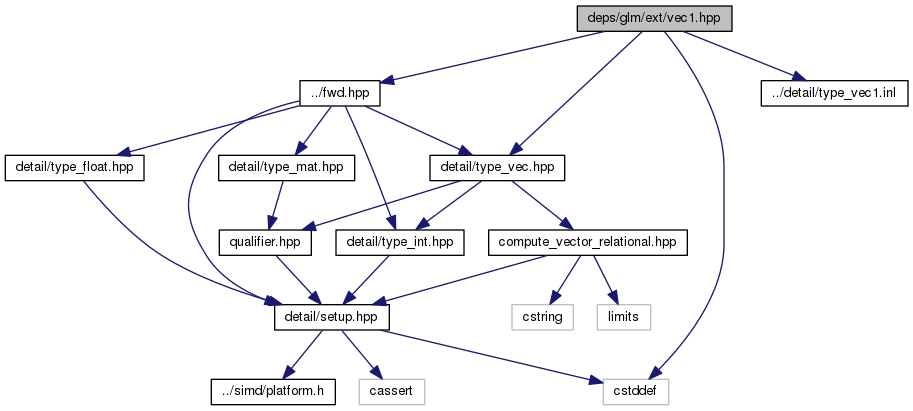 deps/glm/ext/vec1.hpp
../fwd.hpp
../detail/type_vec1.inl
detail/type_float.hpp
detail/type_mat.hpp
detail/type_vec.hpp
qualifier.hpp
detail/type_int.hpp
compute_vector_relational.hpp
detail/setup.hpp
cstring
limits
../simd/platform.h
cassert
cstddef